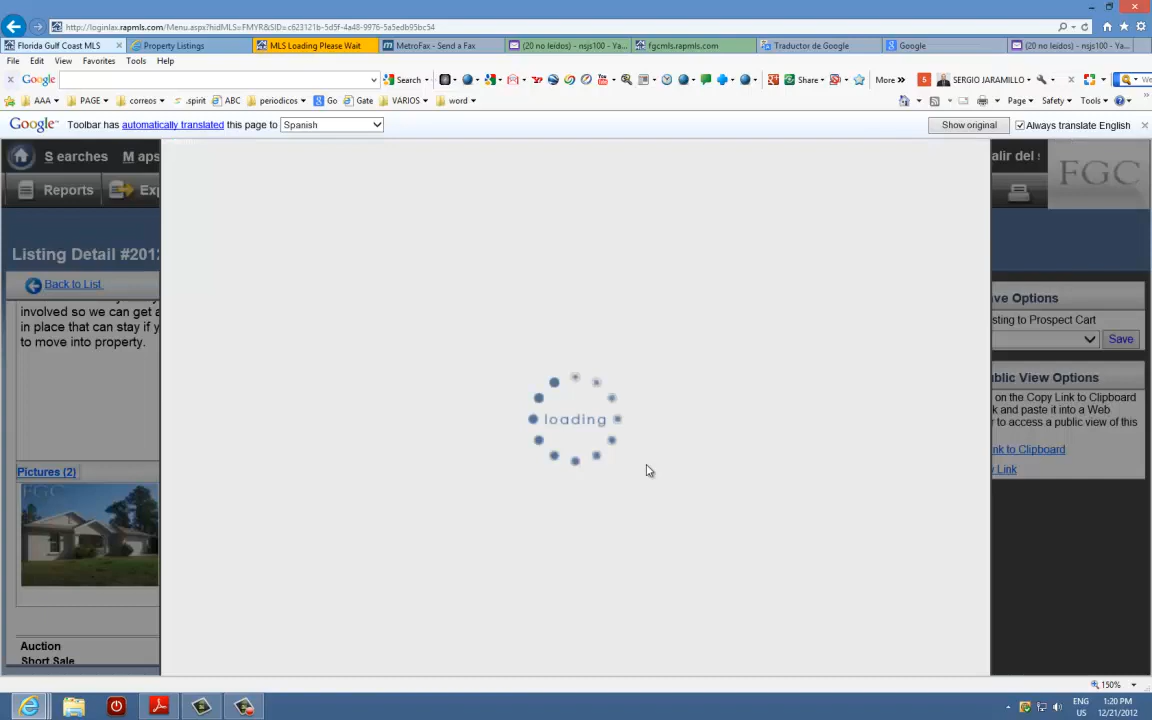 http://loginlax.rapmls.com/Menu.aspx?hidMLS=FMYR&SID=c623121b-5d5f-4a48-9976-5a5edb95bc54
Florida Gulf Coast MLS
Property Listings
MLS Loading Please Wait
MetroFax - Send a Fax
(20 no leídos) - nsjs100 - Ya...
fgcmls.rapmls.com
Traductor de Google
Google
(20 no leídos) - nsjs100 - Ya...
File Edit View Favorites Tools Help
Google Search More »
Share
5 SERGIO JARAMILLO
AAA PAGE correos .spirit ABC periodicos Go Gate VARIOS word
Page Safety Tools
Google Toolbar has automatically translated this page to Spanish Show original Always translate English
Searches Maps alir del s
Reports Exp FGC
Listing Detail #2012
Back to List
involved so we can get a
in place that can stay if y
to move into property.
ve Options
sting to Prospect Cart
Save
blic View Options
on the Copy Link to Clipboard
k and paste it into a Web
r to access a public view of this
nk to Clipboard
Link
loading
Pictures (2)
FGC
Auction
Short Sale
150%
ENG 1:20 PM
US 12/21/2012